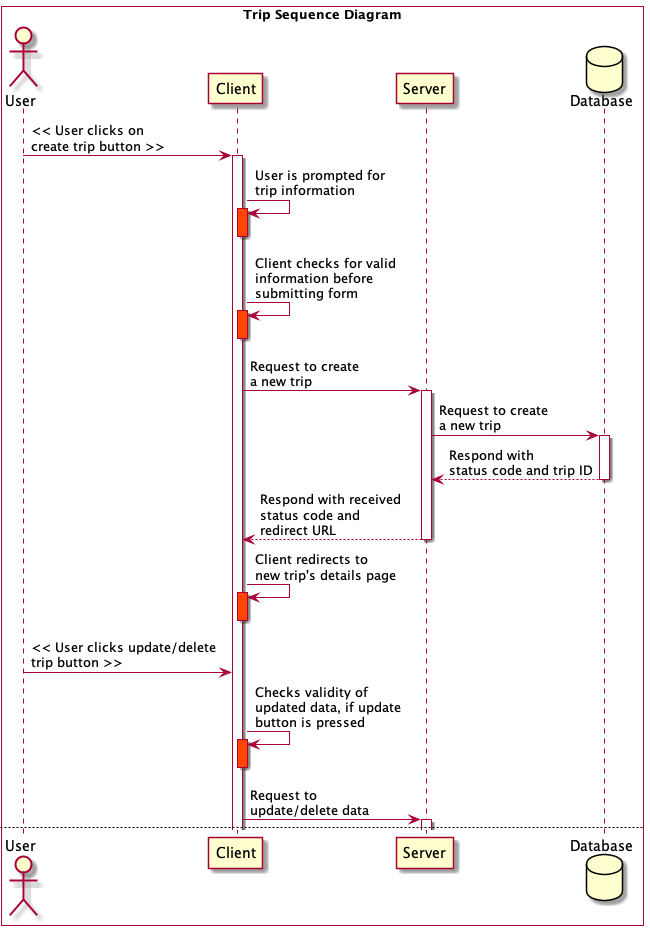 Trip Sequence Diagram
User
Client
Server
Database
<< User clicks on
create trip button >>
User is prompted for
trip information
Client checks for valid
information before
submitting form
Request to create
a new trip
Request to create
a new trip
Respond with
status code and trip ID
Respond with received
status code and
redirect URL
Client redirects to
new trip's details page
<< User clicks update/delete
trip button >>
Checks validity of
updated data, if update
button is pressed
Request to
update/delete data
User
Client
Server
Database